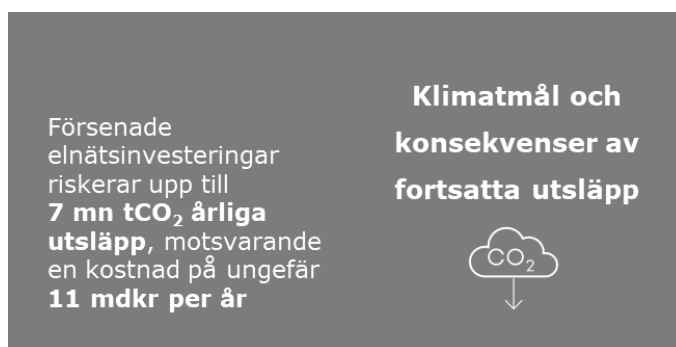 Försenade
elnätsinvesteringar
riskerar upp till
7 mn tCO₂ årliga
utsläpp, motsvarande
en kostnad på ungefär
11 mdkr per år
Klimatmål och
konsekvenser av
fortsatta utsläpp
CO₂